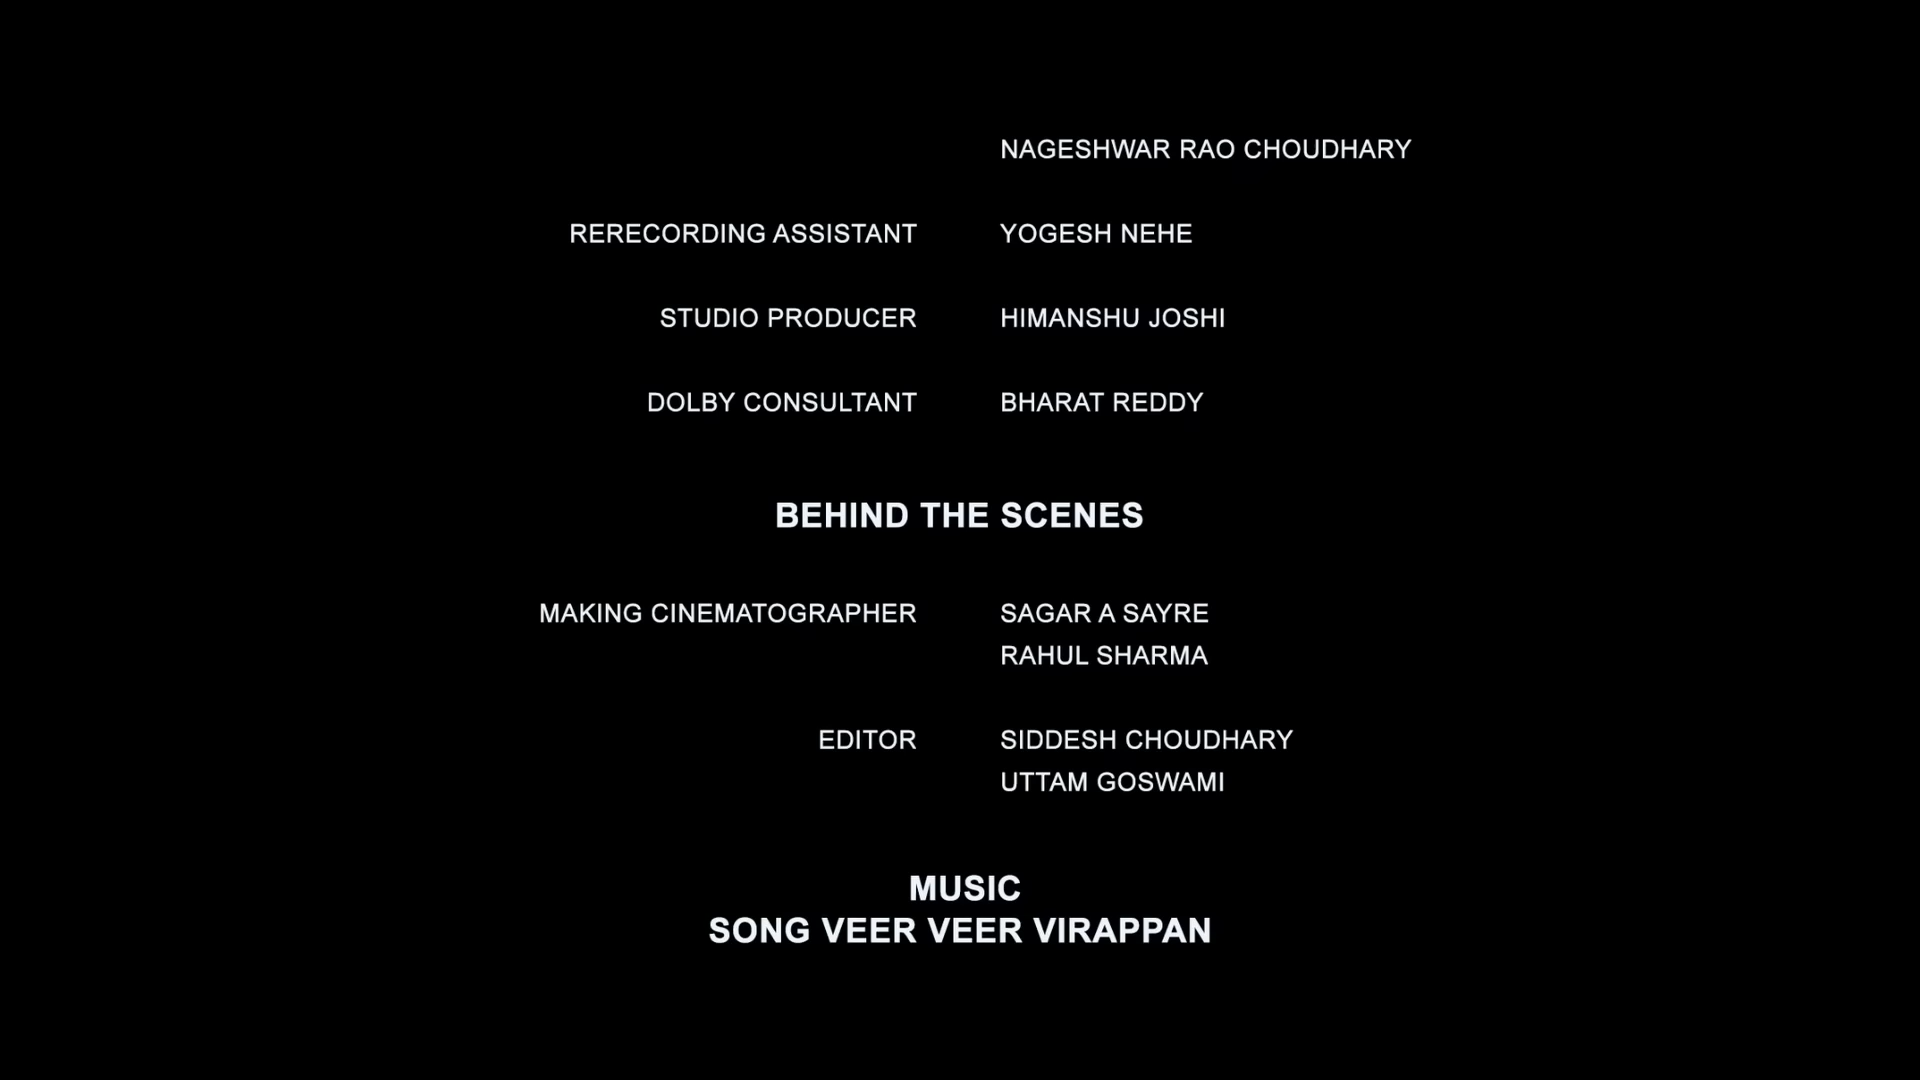 NAGESHWAR RAO CHOUDHARY
RERECORDING ASSISTANT YOGESH NEHE
STUDIO PRODUCER HIMANSHU JOSHI
DOLBY CONSULTANT BHARAT REDDY
BEHIND THE SCENES
MAKING CINEMATOGRAPHER SAGAR A SAYRE
RAHUL SHARMA
EDITOR SIDDESH CHOUDHARY
UTTAM GOSWAMI
MUSIC
SONG VEER VEER VIRAPPAN